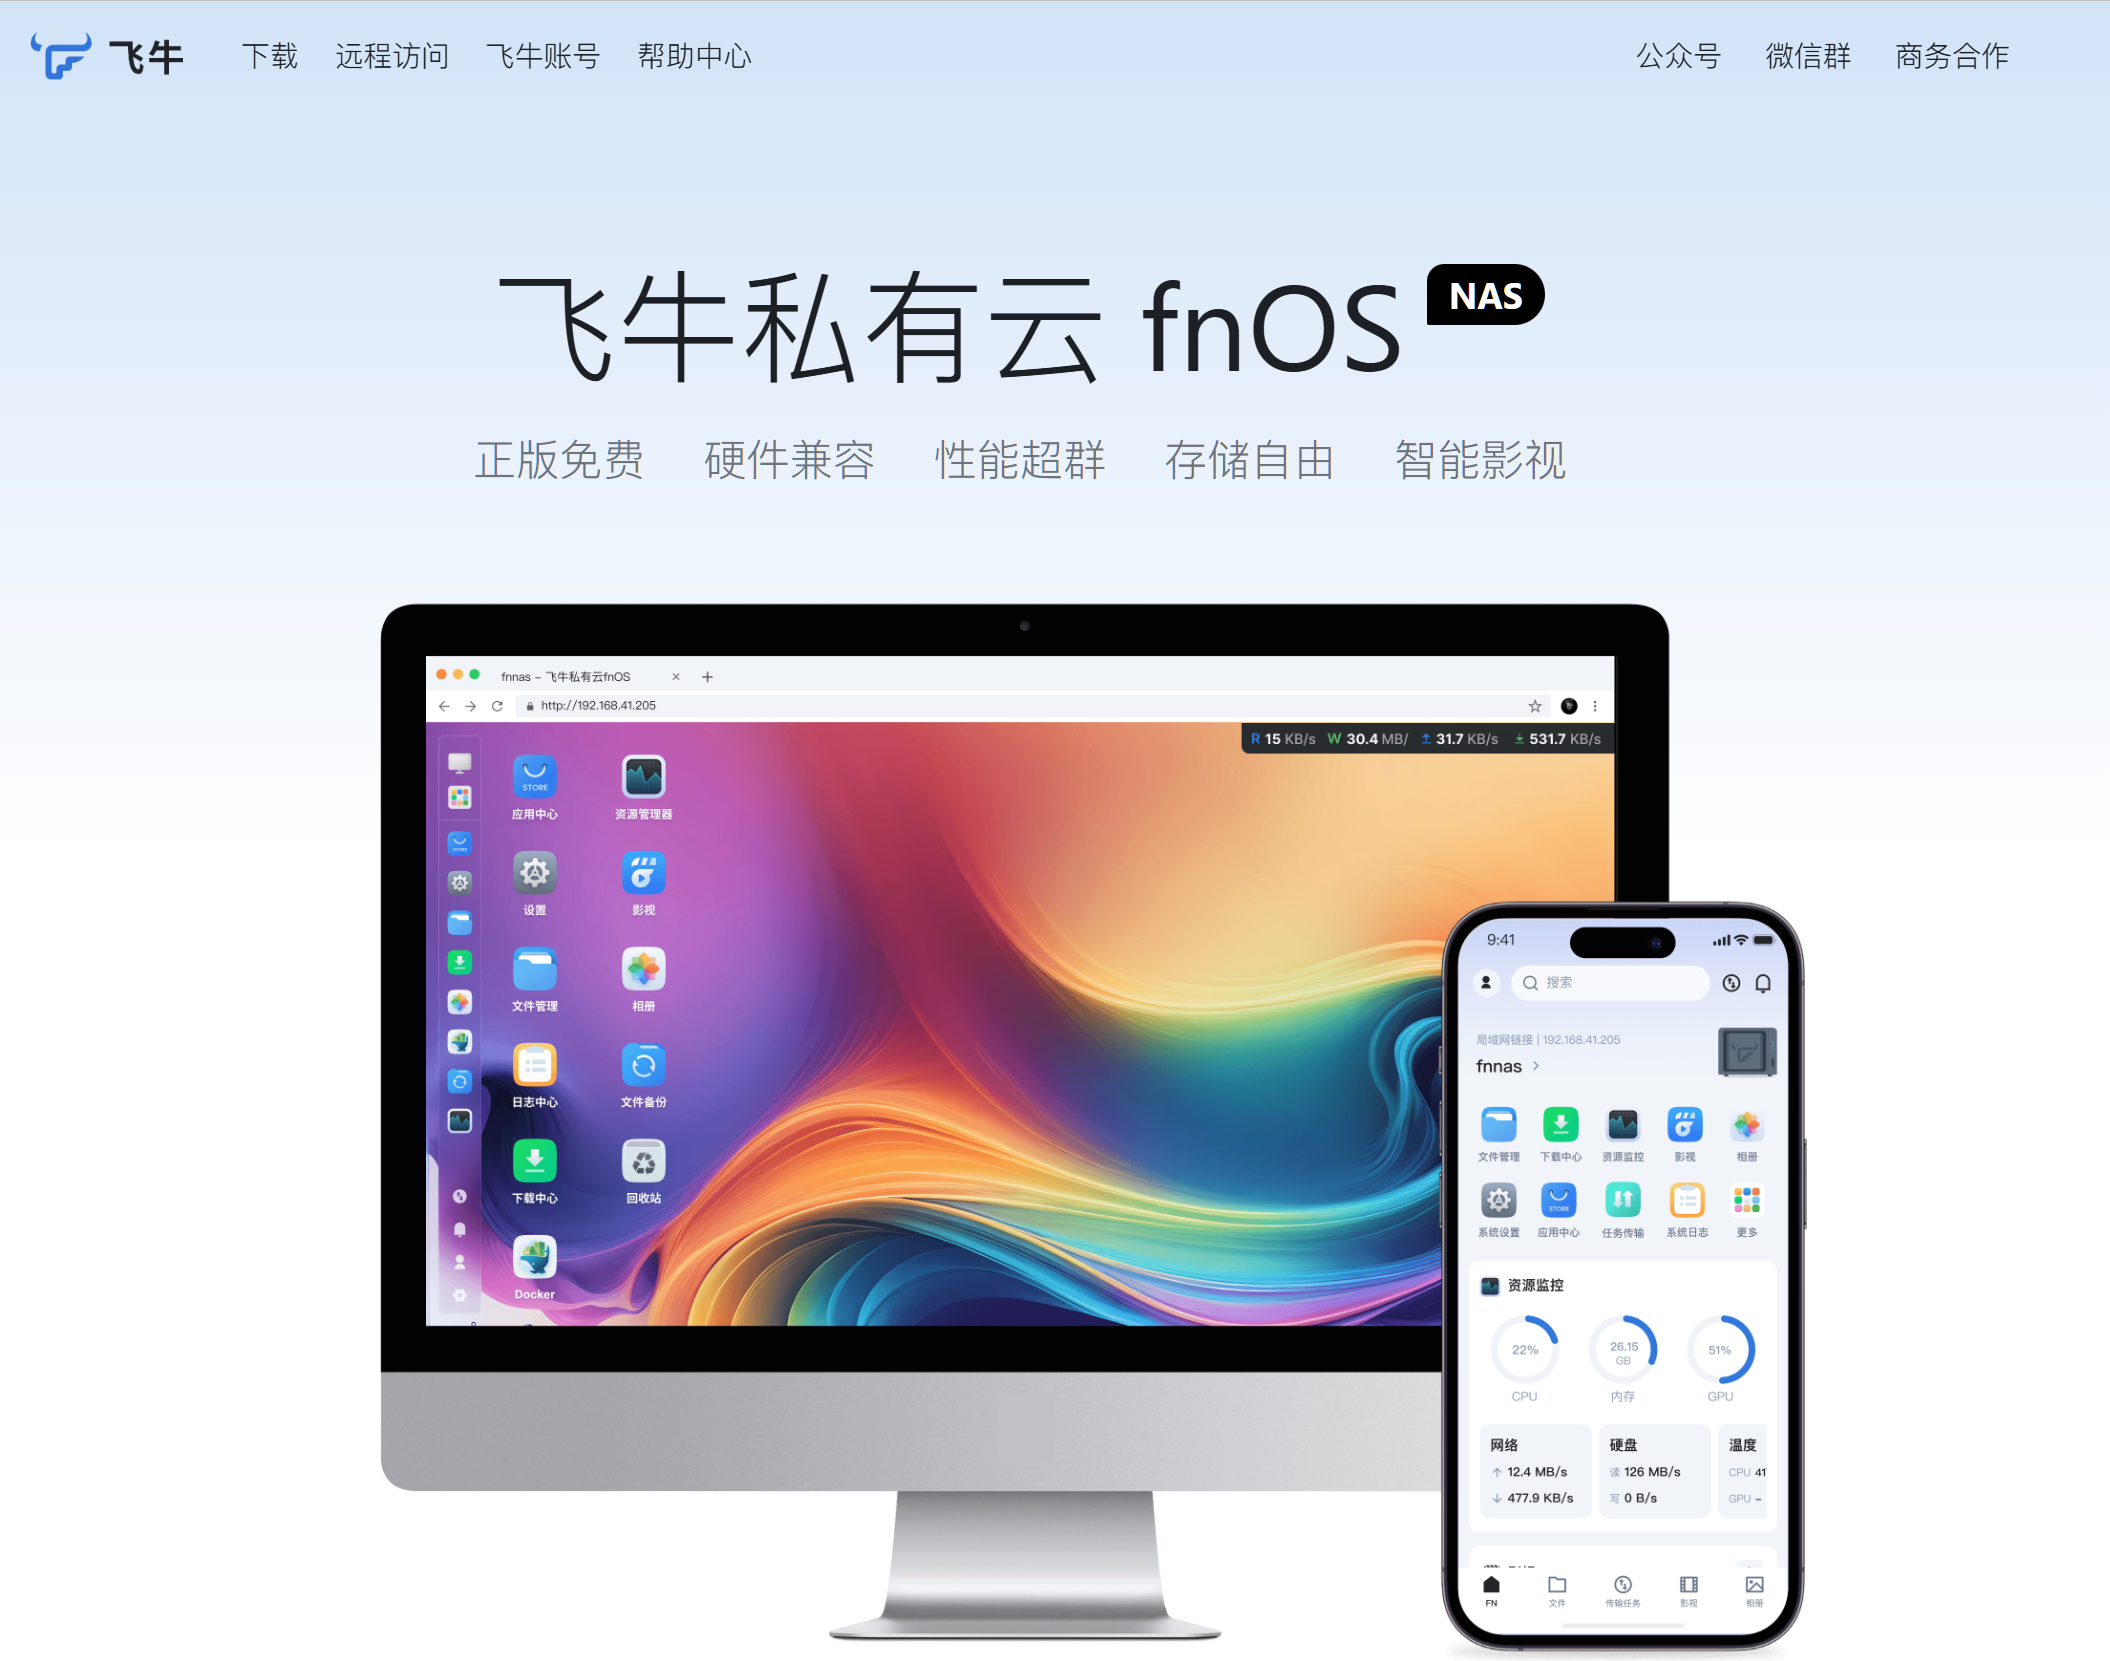 飞牛 下载 远程访问 飞牛账号 帮助中心 公众号 微信群 商务合作
飞牛私有云 fnOS NAS
正版免费 硬件兼容 性能超群 存储自由 智能影视
fnnas – 飞牛私有云fnOS
http://192.168.41.205
R 15 KB/s W 30.4 MB/ 31.7 KB/s 531.7 KB/s
STORE
应用中心 资源管理器
STORE
设置 影视
文件管理 相册
日志中心 文件备份
下载中心 回收站
Docker
9:41
搜索
局域网链接 | 192.168.41.205
fnnas
文件管理 下载中心 资源监控 影视 相册
STORE
系统设置 应用中心 任务传输 系统日志 更多
资源监控
22% 26.15 GB 51%
CPU 内存 GPU
网络 硬盘 温度
12.4 MB/s 读 126 MB/s CPU 41
477.9 KB/s 写 0 B/s GPU –
FN 文件 传输任务 影视 相册